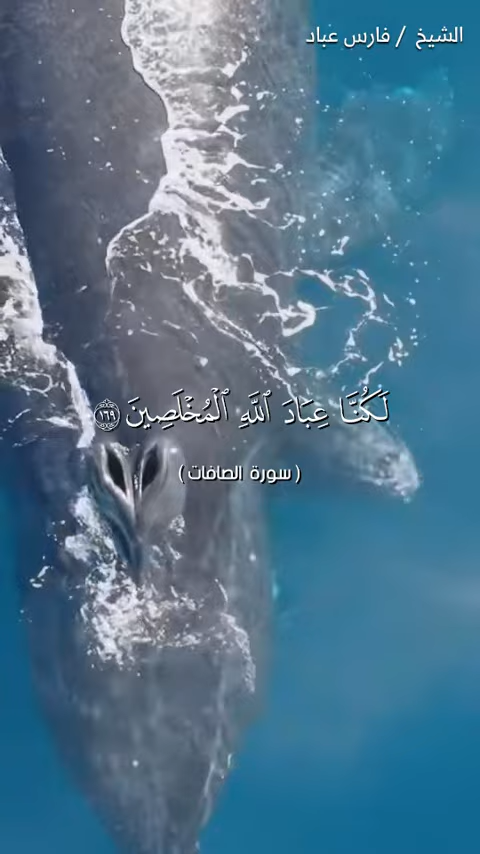 الشيخ / فارس عباد
لَكُنَّا عِبَادَ ٱللَّهِ ٱلْمُخْلَصِينَ ١٦٩
( سورة الصافات )